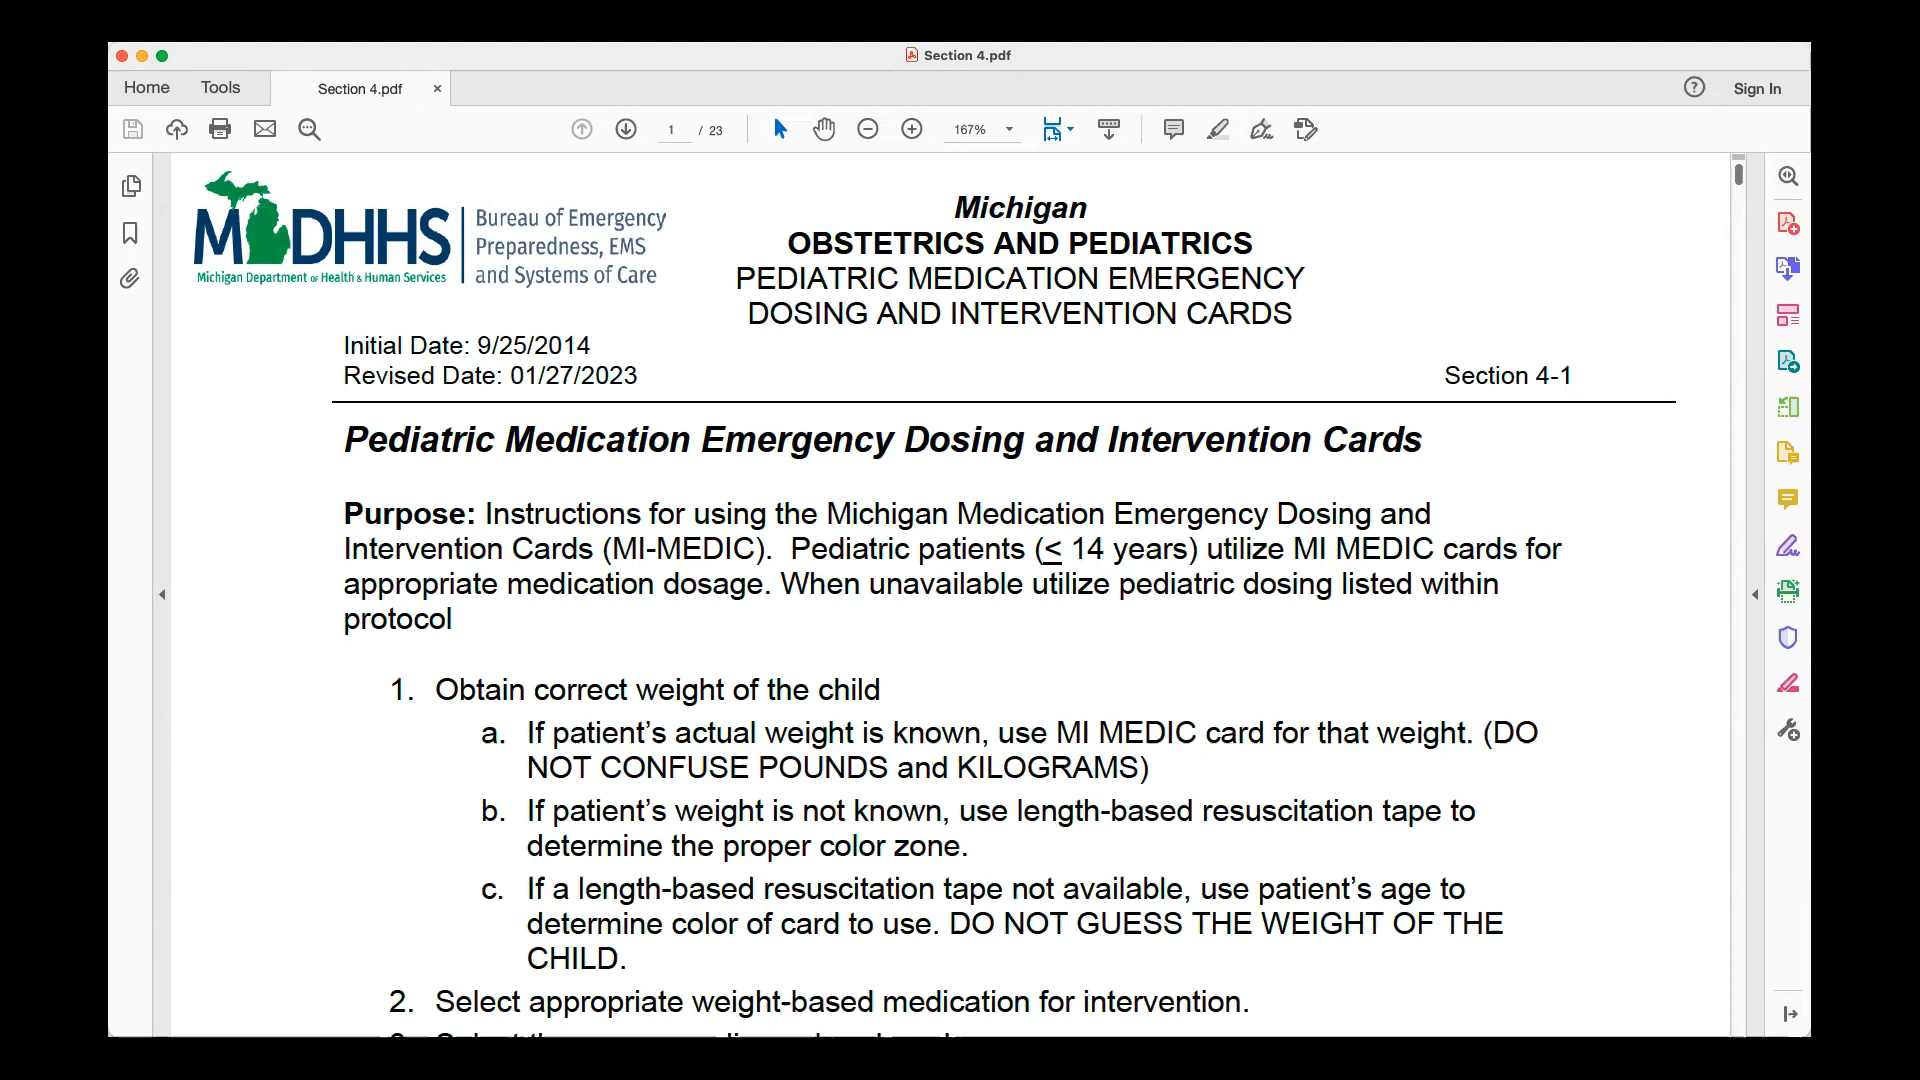 Section 4.pdf
Home Tools Section 4.pdf × ? Sign In
1 / 23 167%
MDHHS
Michigan Department of Health & Human Services
Bureau of Emergency
Preparedness, EMS
and Systems of Care
Michigan
OBSTETRICS AND PEDIATRICS
PEDIATRIC MEDICATION EMERGENCY
DOSING AND INTERVENTION CARDS
Initial Date: 9/25/2014
Revised Date: 01/27/2023 Section 4-1
Pediatric Medication Emergency Dosing and Intervention Cards
Purpose: Instructions for using the Michigan Medication Emergency Dosing and
Intervention Cards (MI-MEDIC). Pediatric patients (≤ 14 years) utilize MI MEDIC cards for
appropriate medication dosage. When unavailable utilize pediatric dosing listed within
protocol
1. Obtain correct weight of the child
a. If patient’s actual weight is known, use MI MEDIC card for that weight. (DO
NOT CONFUSE POUNDS and KILOGRAMS)
b. If patient’s weight is not known, use length-based resuscitation tape to
determine the proper color zone.
c. If a length-based resuscitation tape not available, use patient’s age to
determine color of card to use. DO NOT GUESS THE WEIGHT OF THE
CHILD.
2. Select appropriate weight-based medication for intervention.